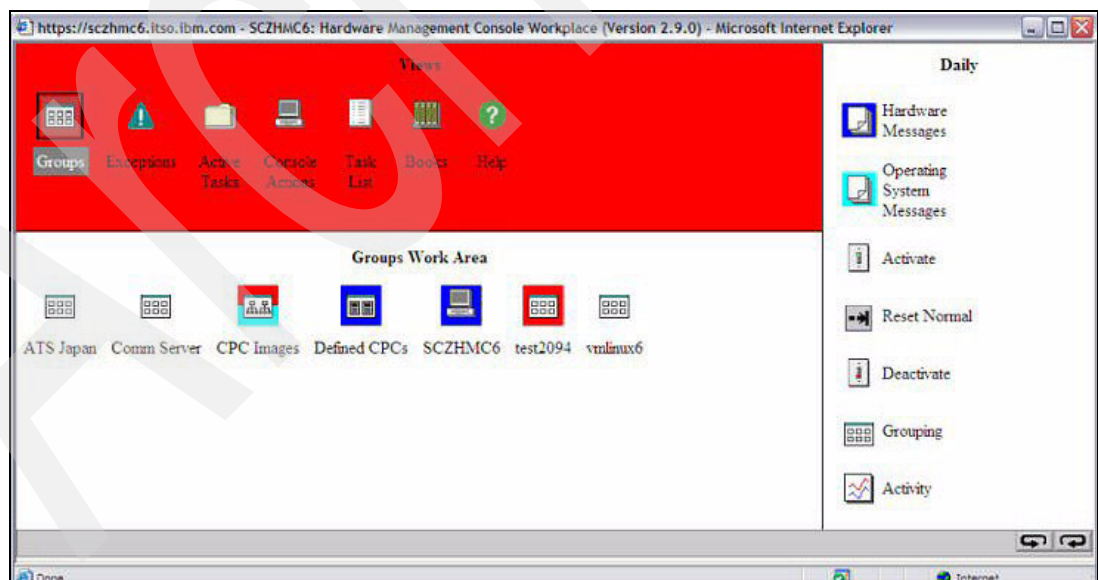 https://sczhmc6.itso.ibm.com - SCZHMC6: Hardware Management Console Workplace (Version 2.9.0) - Microsoft Internet Explorer
Views
Groups
Exceptions
Active
Tasks
Console
Actions
Task
List
Books
Help
Groups Work Area
ATS Japan
Comm Server
CPC Images
Defined CPCs
SCZHMC6
test2094
vmlinux6
Daily
Hardware
Messages
Operating
System
Messages
Activate
Reset Normal
Deactivate
Grouping
Activity
Done
Internet